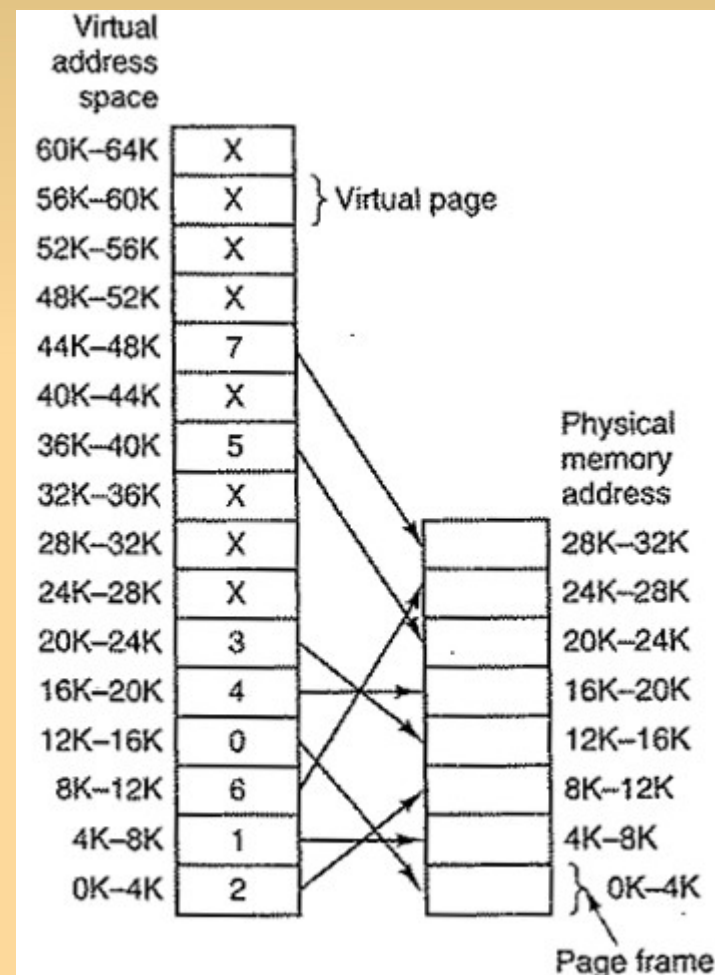 Virtual
address
space
60K–64K X
56K–60K X } Virtual page
52K–56K X
48K–52K X
44K–48K 7
40K–44K X
36K–40K 5
32K–36K X
28K–32K X
24K–28K X
20K–24K 3
16K–20K 4
12K–16K 0
8K–12K 6
4K–8K 1
0K–4K 2
Physical
memory
address
28K–32K
24K–28K
20K–24K
16K–20K
12K–16K
8K–12K
4K–8K
0K–4K
Page frame